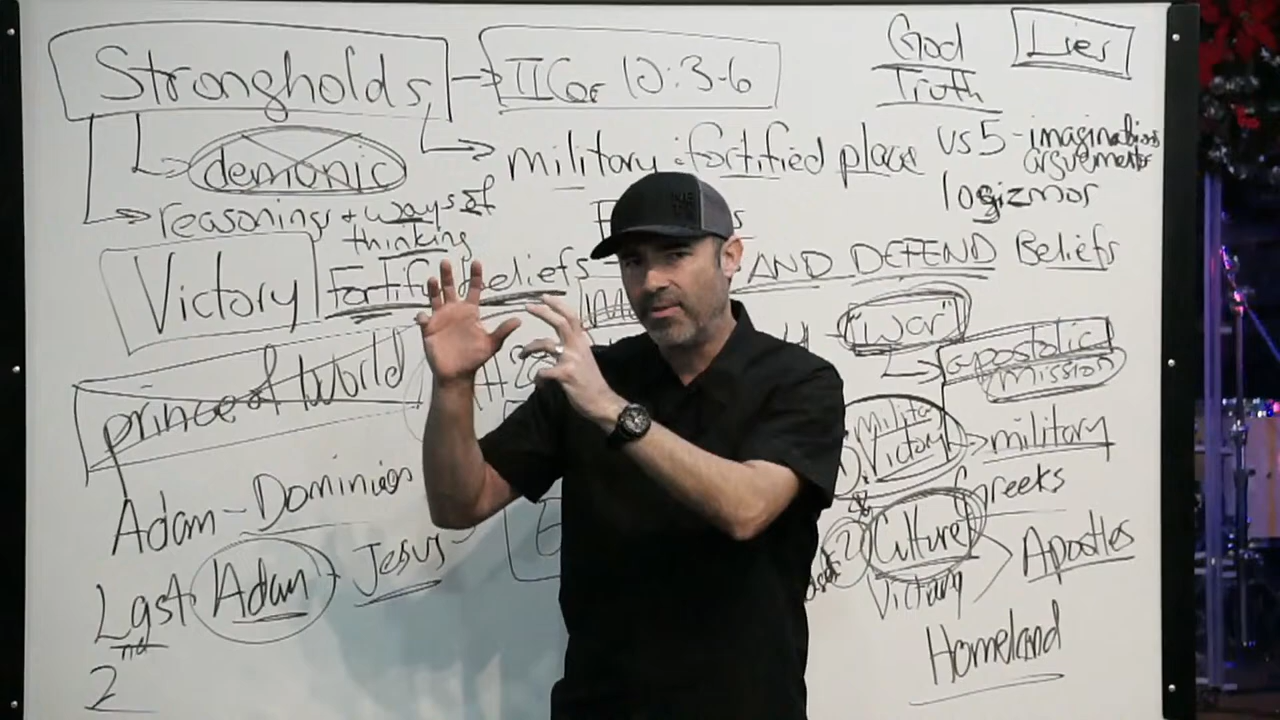 Strongholds → II Cor 10:3-6
God
Truth
Lies
demonic
military: fortified place
vs 5 - imaginations
arguements
logizmos
reasonings + ways of
thinking
Victory
Fortified beliefs
AND DEFEND Beliefs
"War"
apostolic
mission
prince of World
Military
Victory
military
Greeks
Adam - Dominion
&
2
Culture
Victory
Apostles
Last Adam - Jesus
2nd
Homeland